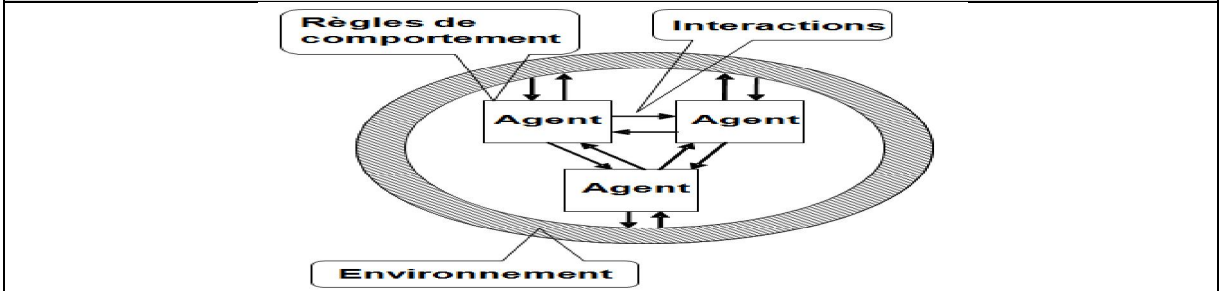 Règles de
comportement
Interactions
Agent
Agent
Agent
Environnement